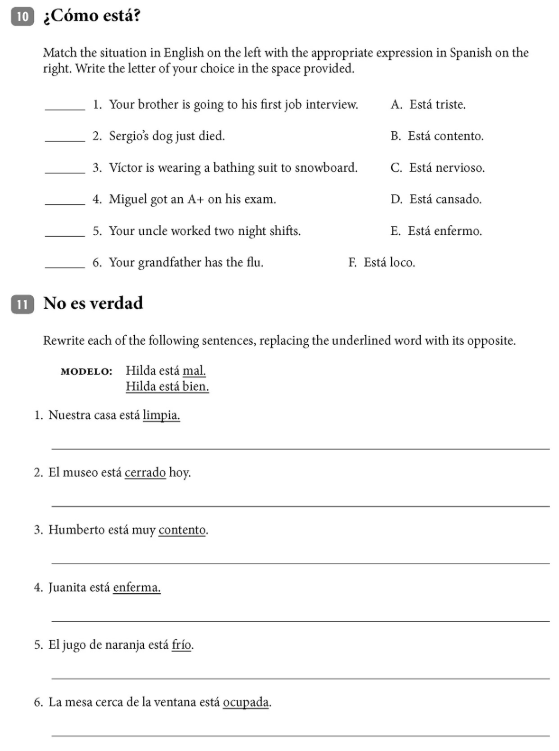 10 ¿Cómo está?
Match the situation in English on the left with the appropriate expression in Spanish on the
right. Write the letter of your choice in the space provided.
______ 1. Your brother is going to his first job interview. A. Está triste.
______ 2. Sergio's dog just died. B. Está contento.
______ 3. Víctor is wearing a bathing suit to snowboard. C. Está nervioso.
______ 4. Miguel got an A+ on his exam. D. Está cansado.
______ 5. Your uncle worked two night shifts. E. Está enfermo.
______ 6. Your grandfather has the flu. F. Está loco.
11 No es verdad
Rewrite each of the following sentences, replacing the underlined word with its opposite.
MODELO: Hilda está mal.
Hilda está bien.
1. Nuestra casa está limpia.
2. El museo está cerrado hoy.
3. Humberto está muy contento.
4. Juanita está enferma.
5. El jugo de naranja está frío.
6. La mesa cerca de la ventana está ocupada.